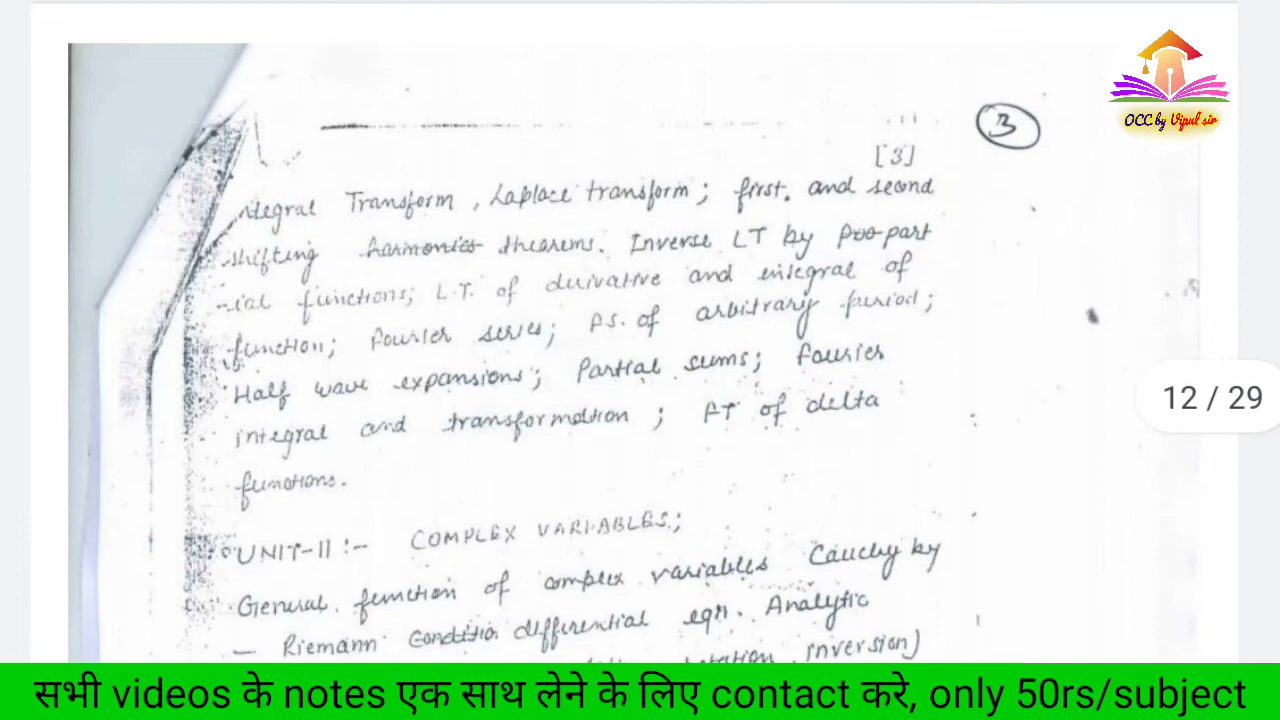 OCC by Vipul sir
3
[3]
Integral Transform, Laplace transform; first. and second
shifting harmonics theorems. Inverse LT by poo-part
-ial functions; L.T. of derivative and integral of
function; Fourier series; F.S. of arbitrary period;
Half wave expansions; Partial sums; Fourier
integral and transformation; FT of delta
functions.
12 / 29
UNIT-II :- COMPLEX VARIABLES;
General function of complex variables Cauchy by
- Riemann Condition differential eqn. Analytic
inversion)
सभी videos के notes एक साथ लेने के लिए contact करे, only 50rs/subject